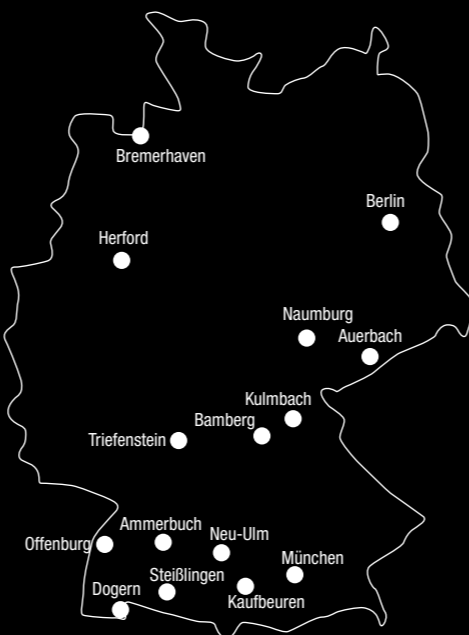 Bremerhaven
Berlin
Herford
Naumburg
Auerbach
Kulmbach
Bamberg
Triefenstein
Ammerbuch
Neu-Ulm
Offenburg
München
Steißlingen
Dogern
Kaufbeuren